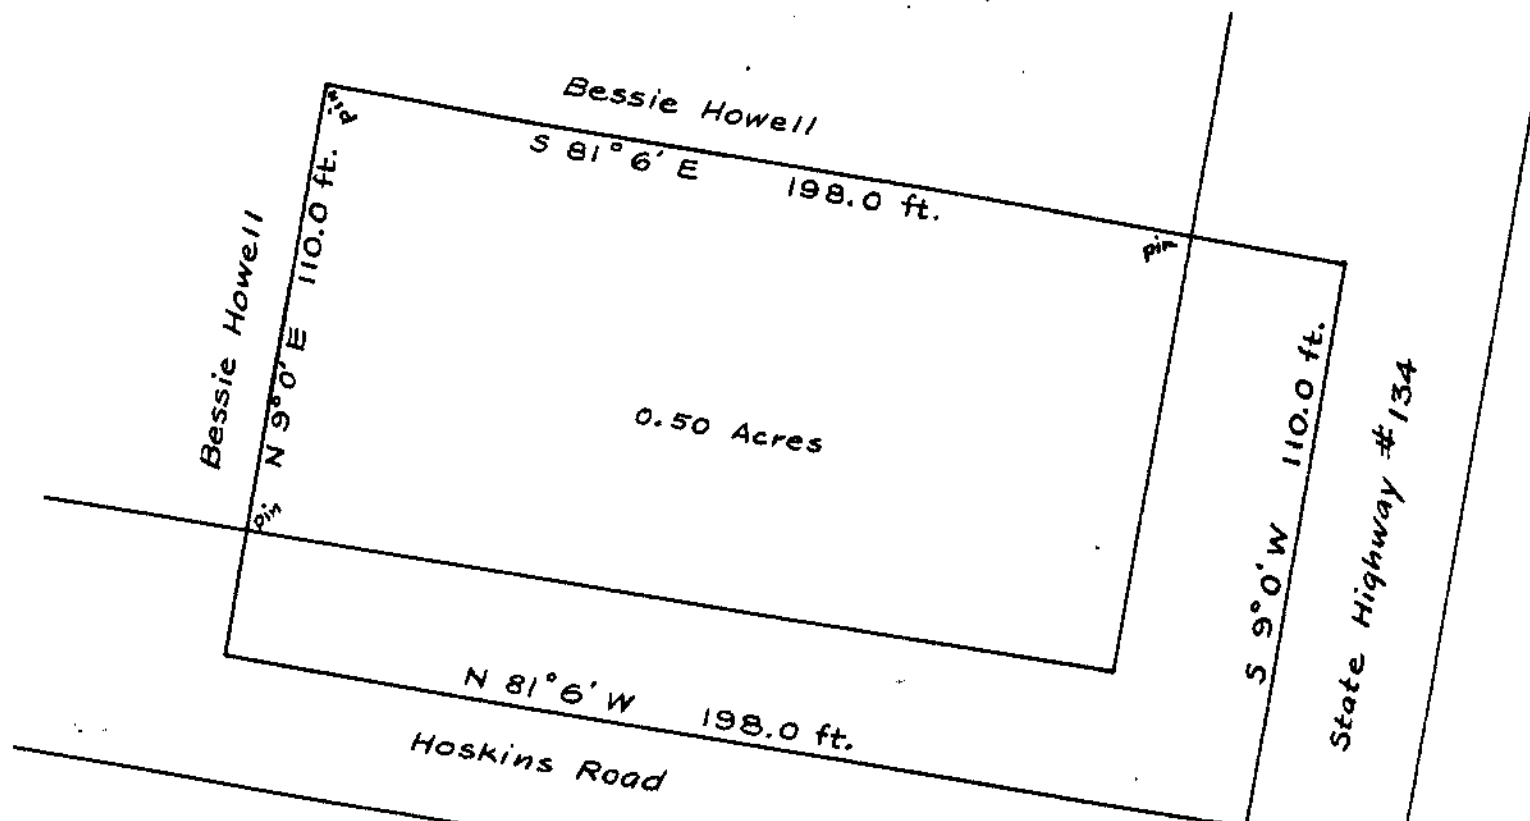 Bessie Howell
S 81° 6' E 198.0 ft.
pin
pin
Bessie Howell
N 9° 0' E 110.0 ft.
0.50 Acres
pin
S 9° 0' W 110.0 ft.
State Highway #134
N 81° 6' W 198.0 ft.
Hoskins Road